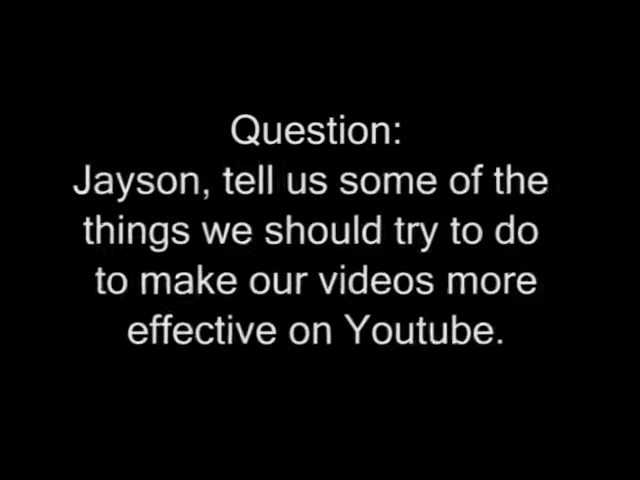 Question:
Jayson, tell us some of the
things we should try to do
to make our videos more
effective on Youtube.